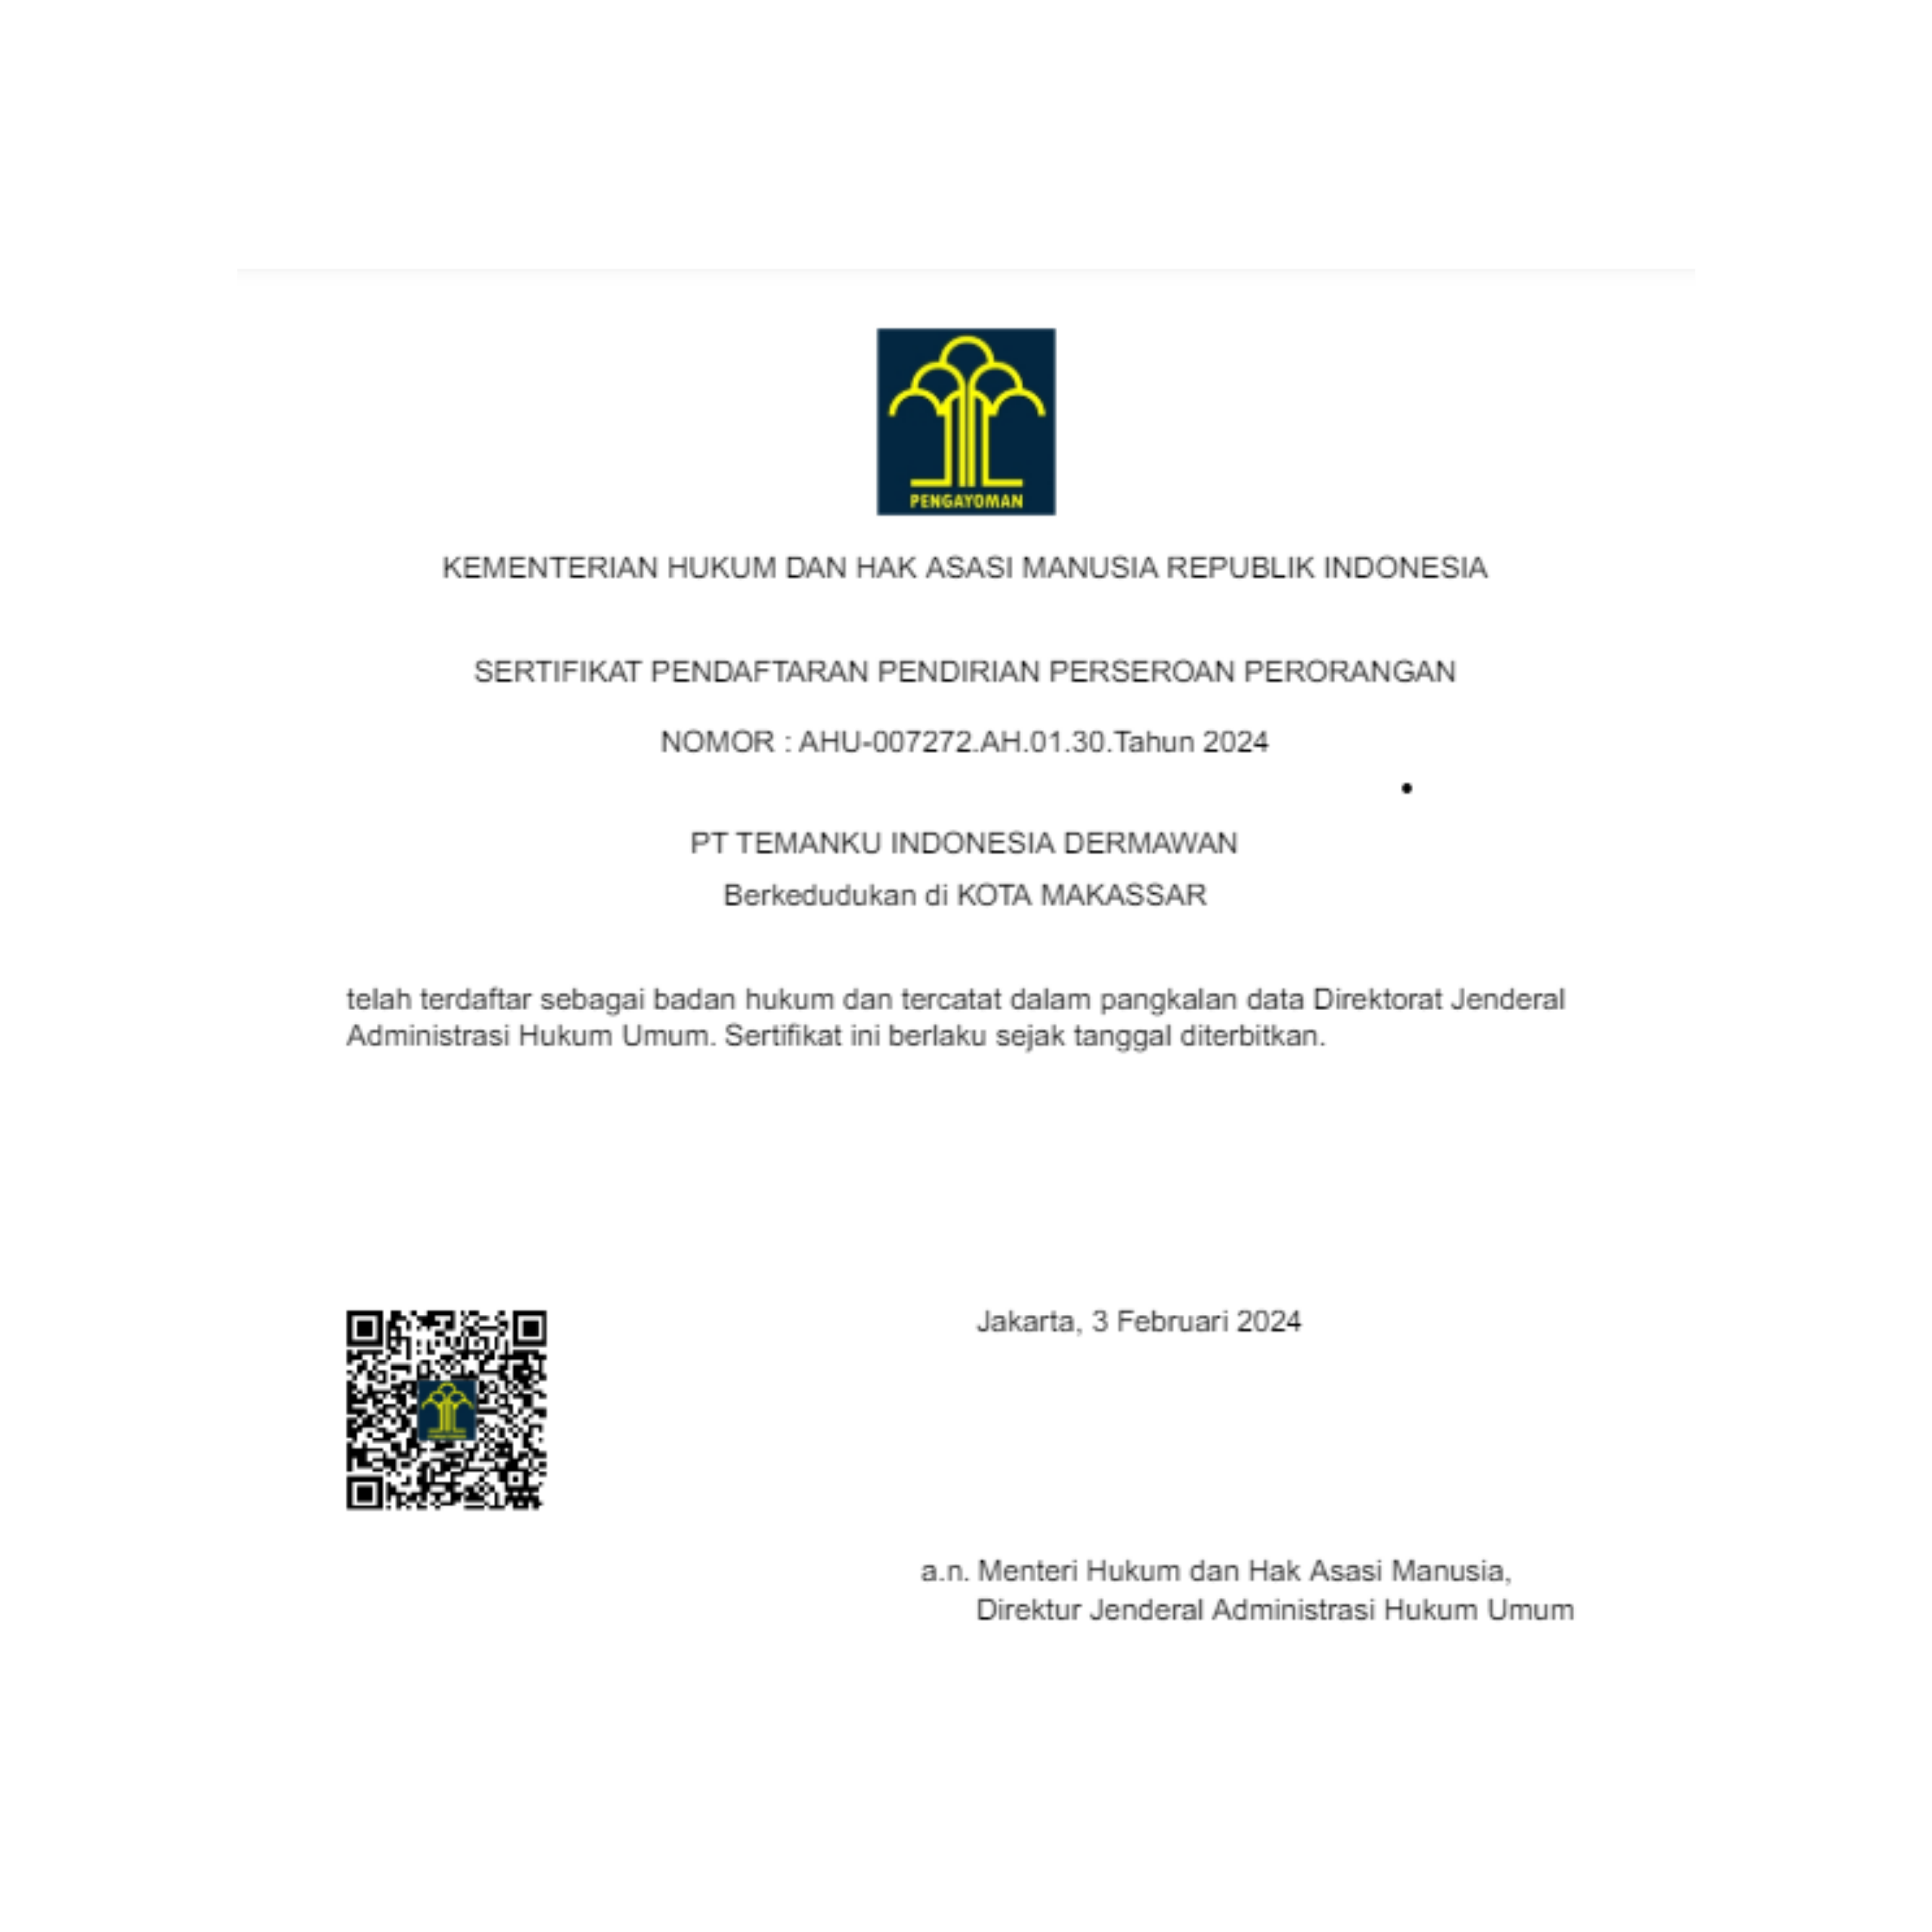 PENGAYOMAN
KEMENTERIAN HUKUM DAN HAK ASASI MANUSIA REPUBLIK INDONESIA
SERTIFIKAT PENDAFTARAN PENDIRIAN PERSEROAN PERORANGAN
NOMOR : AHU-007272.AH.01.30.Tahun 2024
PT TEMANKU INDONESIA DERMAWAN
Berkedudukan di KOTA MAKASSAR
telah terdaftar sebagai badan hukum dan tercatat dalam pangkalan data Direktorat Jenderal
Administrasi Hukum Umum. Sertifikat ini berlaku sejak tanggal diterbitkan.
Jakarta, 3 Februari 2024
a.n. Menteri Hukum dan Hak Asasi Manusia,
Direktur Jenderal Administrasi Hukum Umum